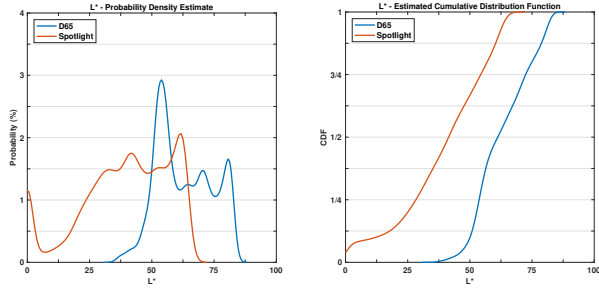 L* - Probability Density Estimate
D65
Spotlight
Probability (%)
4
3
2
1
0
0 25 50 75 100
L*
L* - Estimated Cumulative Distribution Function
D65
Spotlight
CDF
1
3/4
1/2
1/4
0
0 25 50 75 100
L*